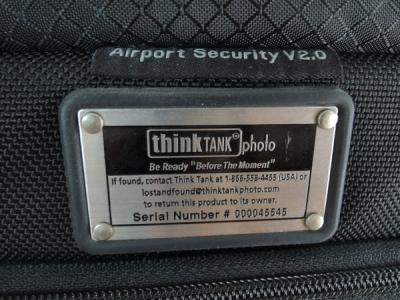 Airport Security V2.0
thinkTANK photo
Be Ready "Before The Moment"
If found, contact Think Tank at 1-866-558-4465 (USA) or
lostandfound@thinktankphoto.com
to return this product to its owner.
Serial Number # 000045545